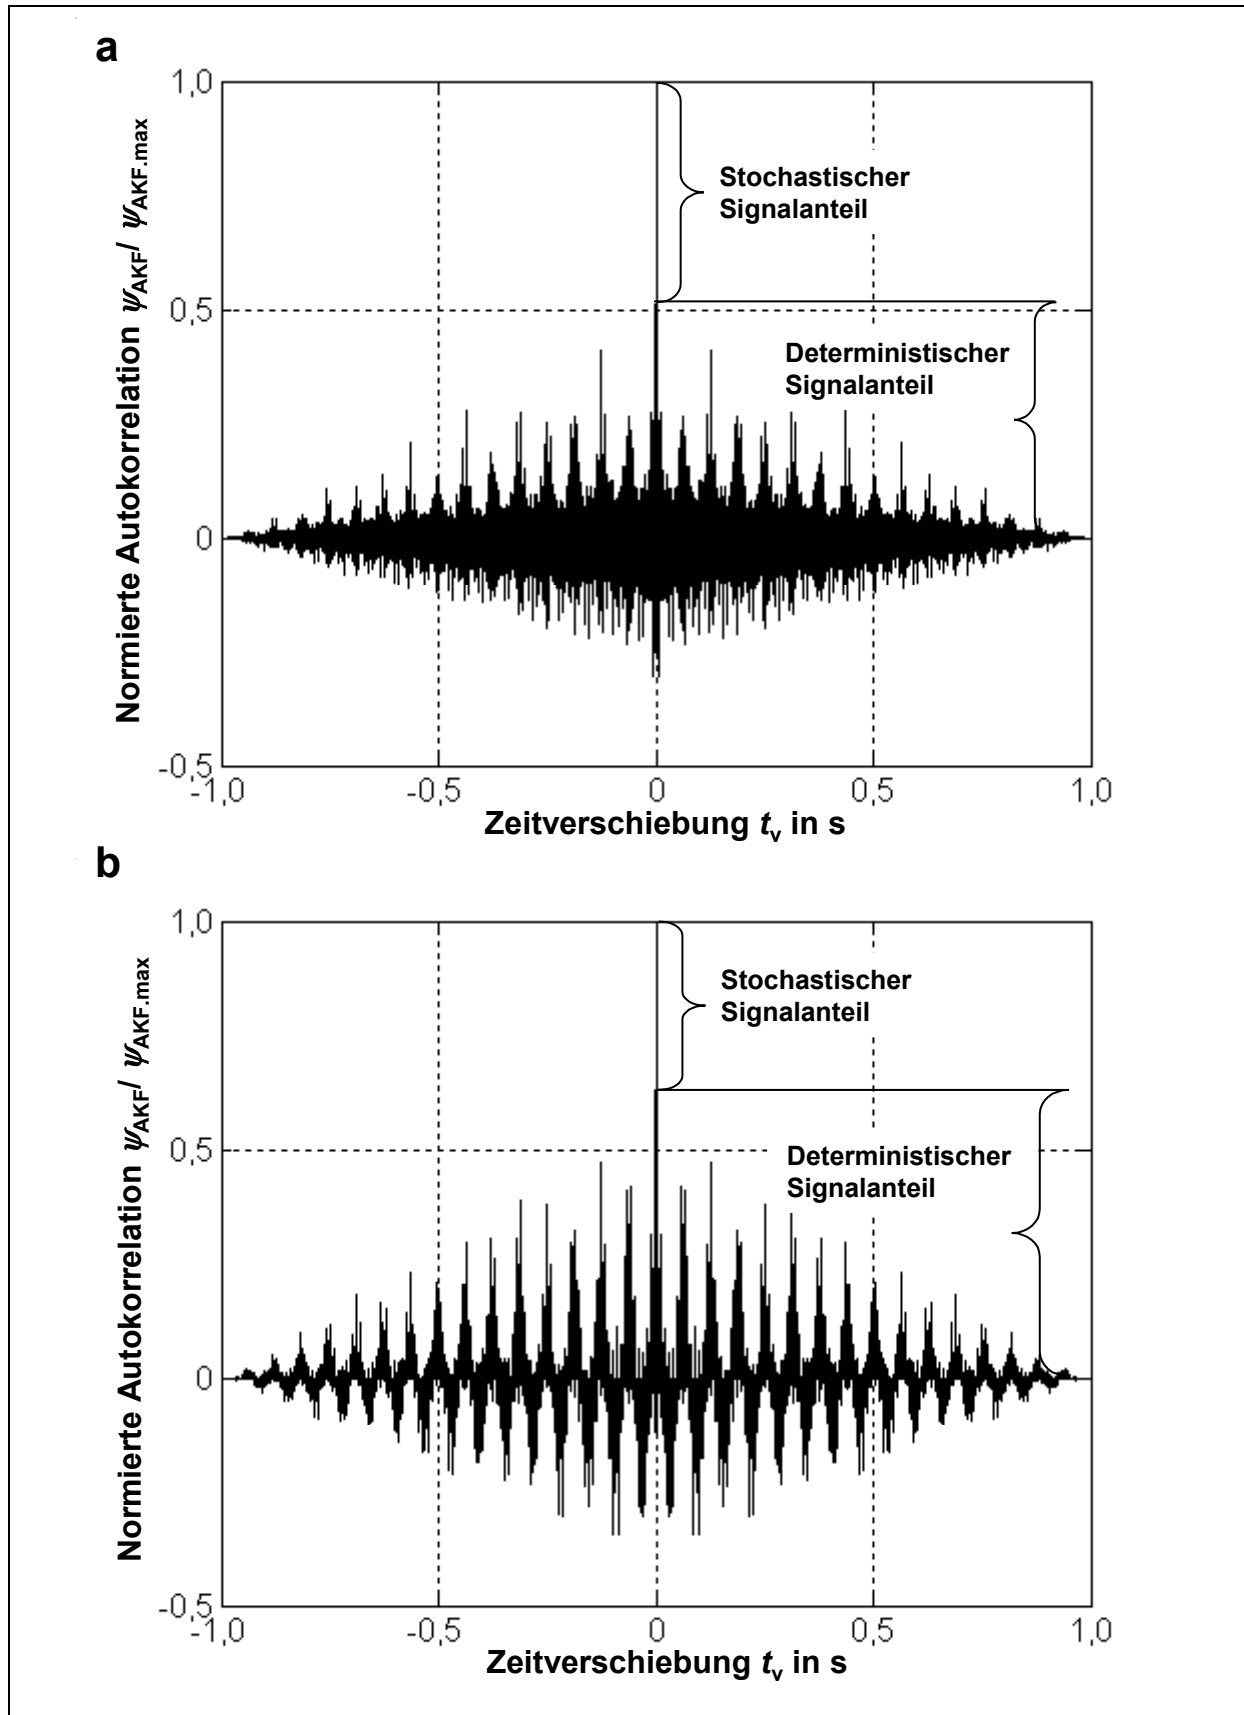 a
Normierte Autokorrelation ψAKF/ ψAKF.max
1,0
0,5
0
-0,5
Stochastischer
Signalanteil
Deterministischer
Signalanteil
-1,0 -0,5 0 0,5 1,0
Zeitverschiebung tv in s
b
Normierte Autokorrelation ψAKF/ ψAKF.max
1,0
0,5
0
-0,5
Stochastischer
Signalanteil
Deterministischer
Signalanteil
-1,0 -0,5 0 0,5 1,0
Zeitverschiebung tv in s